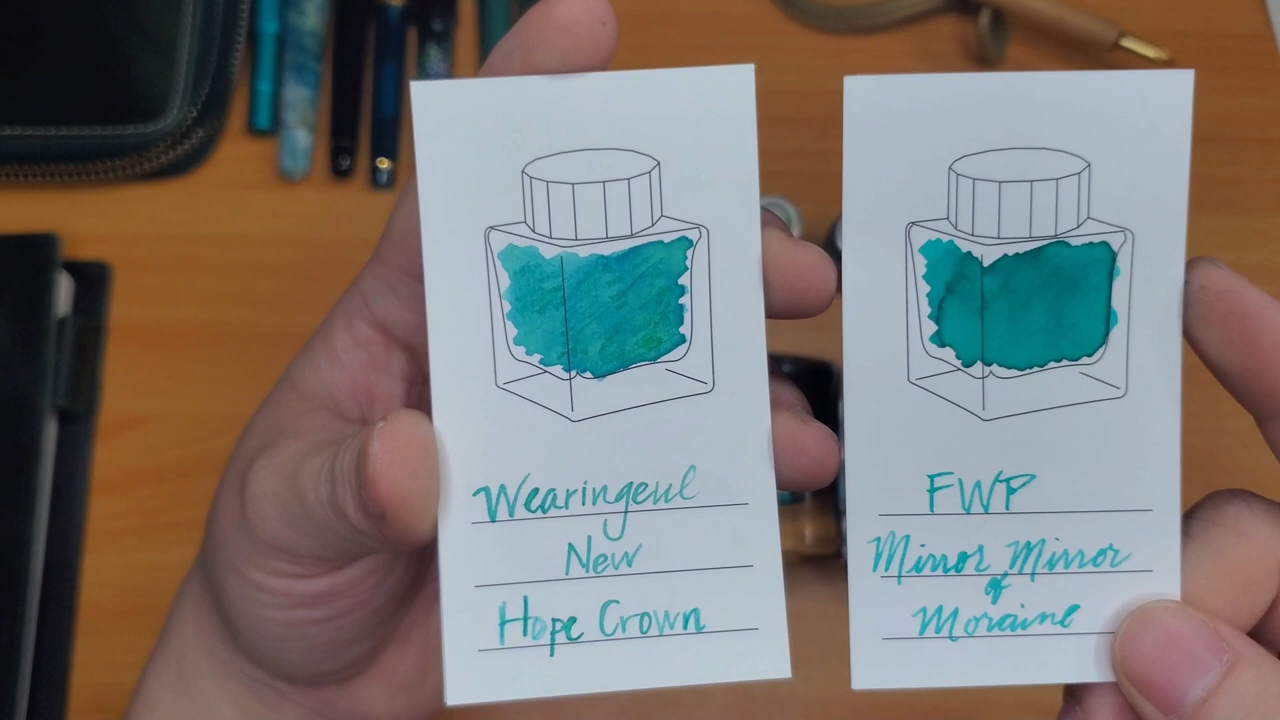 Wearingeul
New
Hope Crown
FWP
Mirror Mirror
of
Moraine